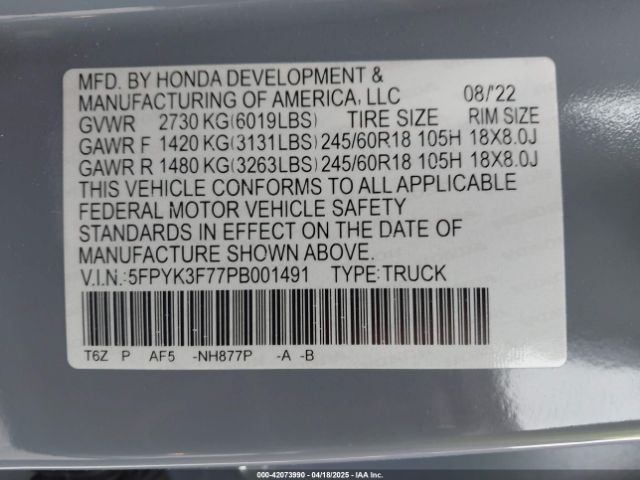 MFD. BY HONDA DEVELOPMENT &
MANUFACTURING OF AMERICA, LLC 08/'22
GVWR 2730 KG(6019LBS) TIRE SIZE RIM SIZE
GAWR F 1420 KG(3131LBS) 245/60R18 105H 18X8.0J
GAWR R 1480 KG(3263LBS) 245/60R18 105H 18X8.0J
THIS VEHICLE CONFORMS TO ALL APPLICABLE
FEDERAL MOTOR VEHICLE SAFETY
STANDARDS IN EFFECT ON THE DATE OF
MANUFACTURE SHOWN ABOVE.
V.I.N.:5FPYK3F77PB001491 TYPE:TRUCK
T6Z P AF5 -NH877P -A -B
000-42073990 - 04/18/2025 - IAA Corp.